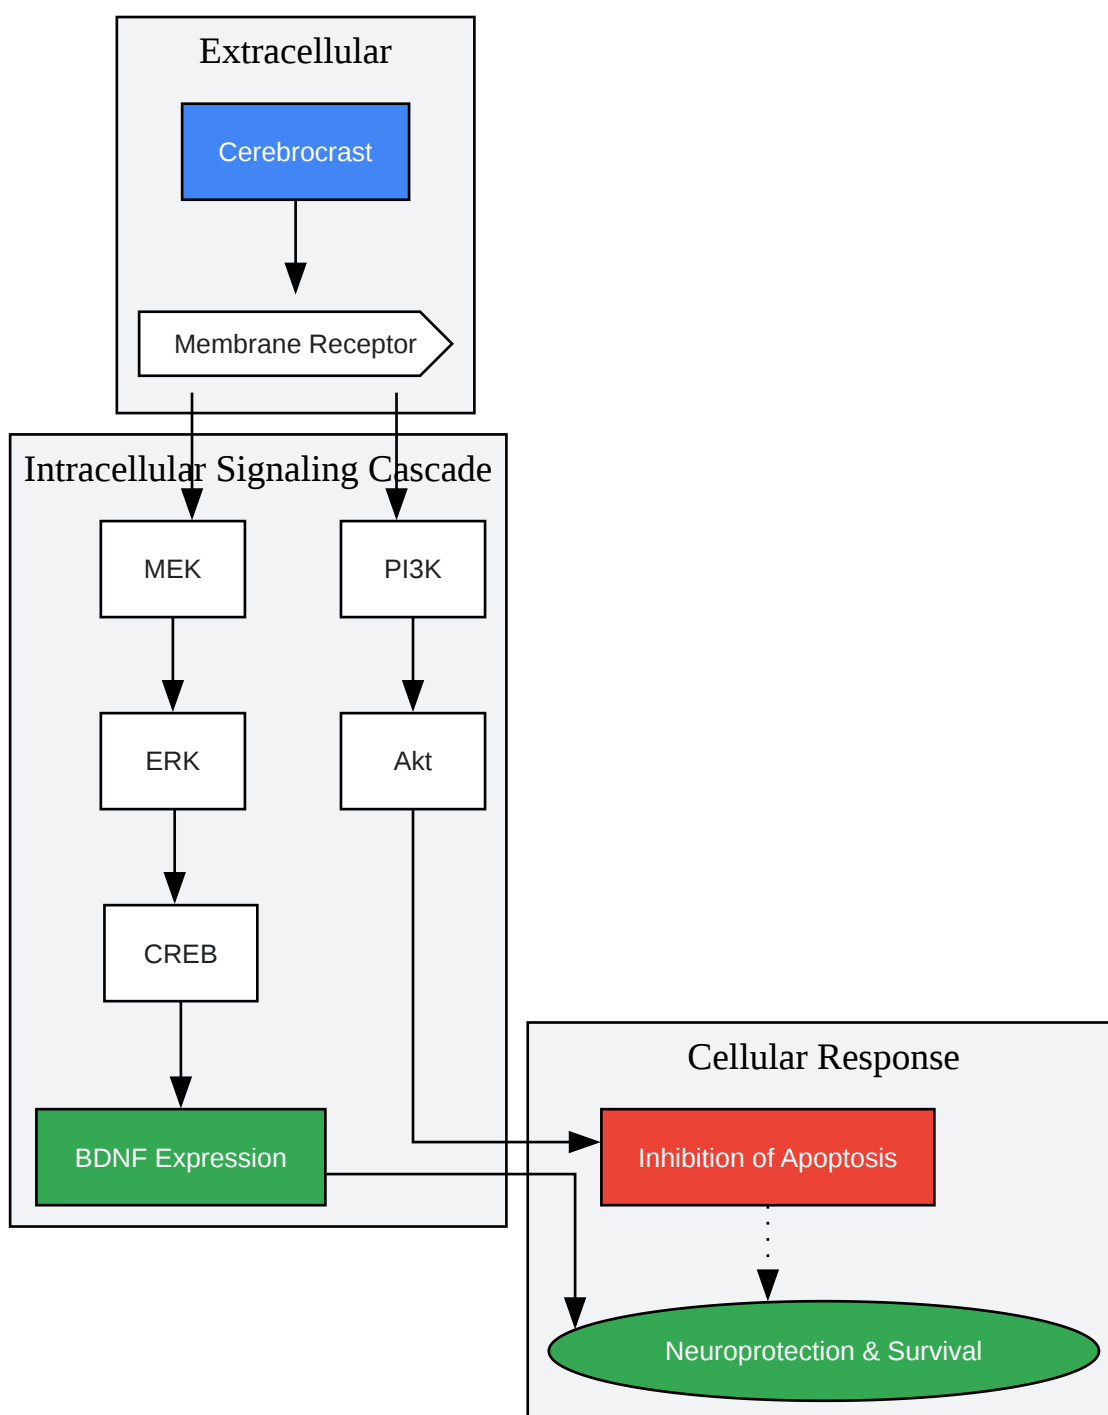 Extracellular
Cerebrocrast
Membrane Receptor
Intracellular Signaling Cascade
MEK
PI3K
ERK
Akt
CREB
Cellular Response
BDNF Expression
Inhibition of Apoptosis
Neuroprotection & Survival